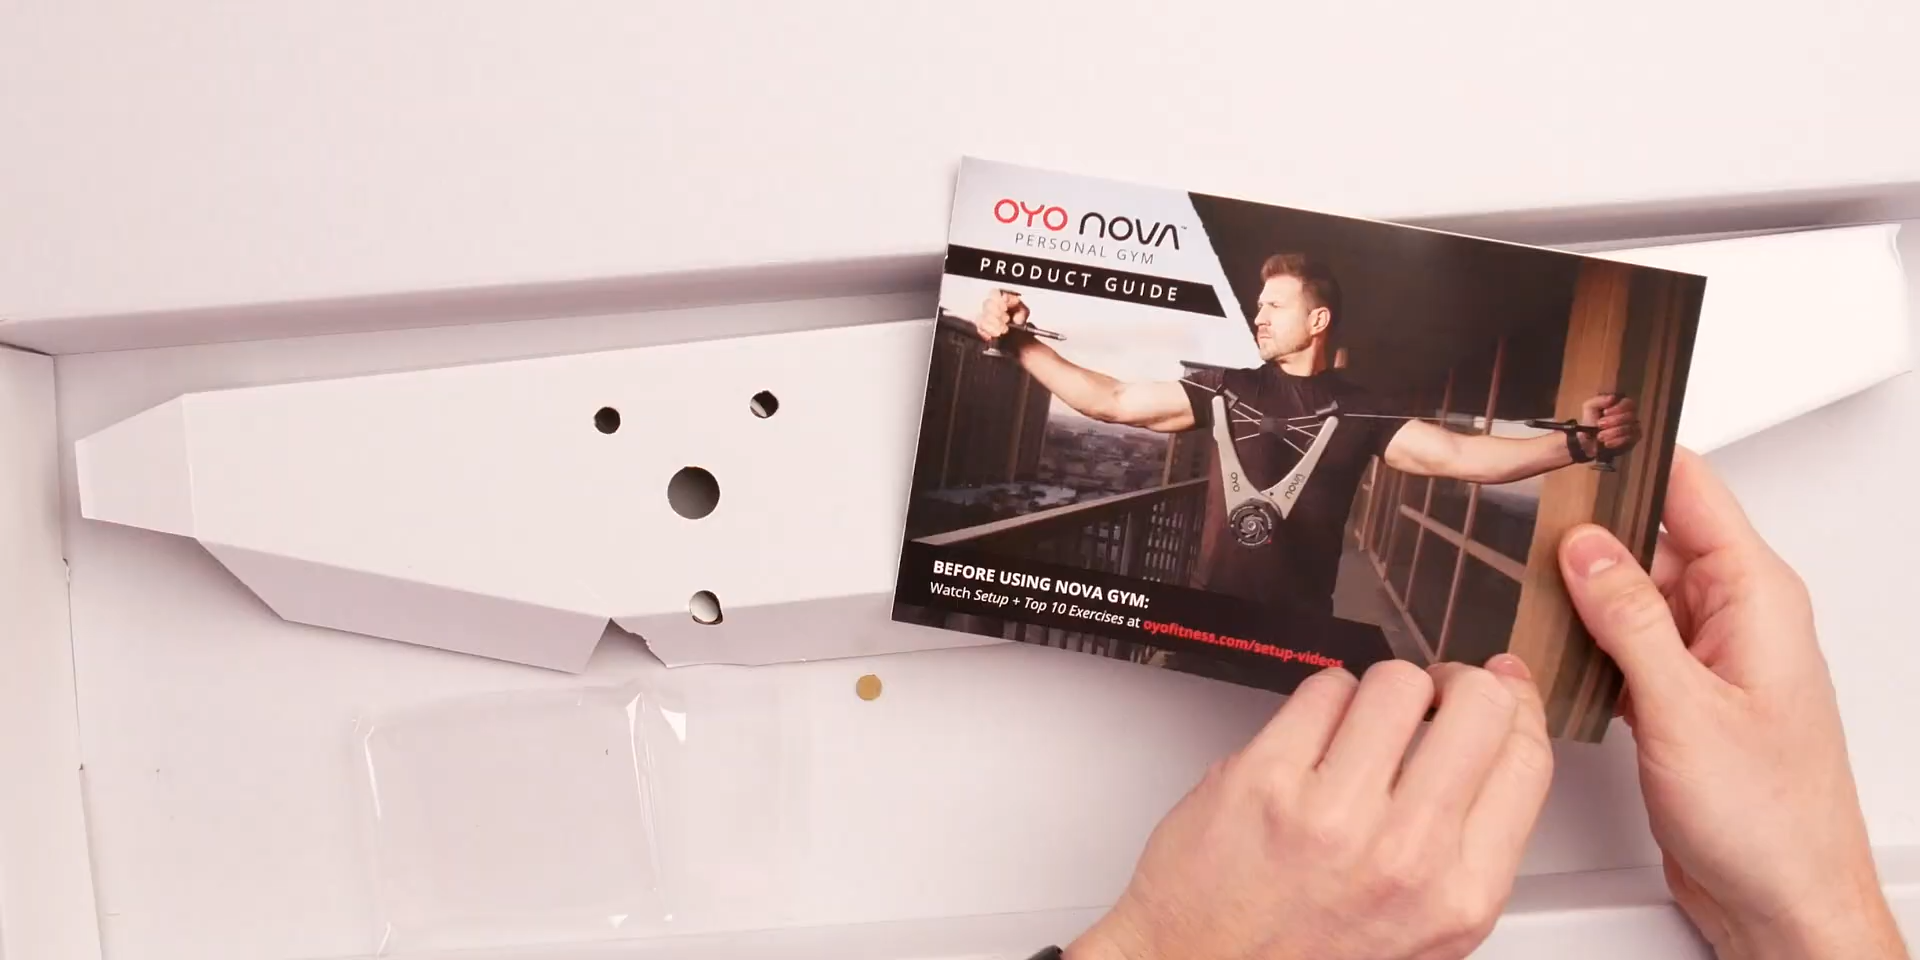 OYO NOVA™
PERSONAL GYM
PRODUCT GUIDE
OYO
NOVA
BEFORE USING NOVA GYM:
Watch Setup + Top 10 Exercises at oyofitness.com/setup-videos